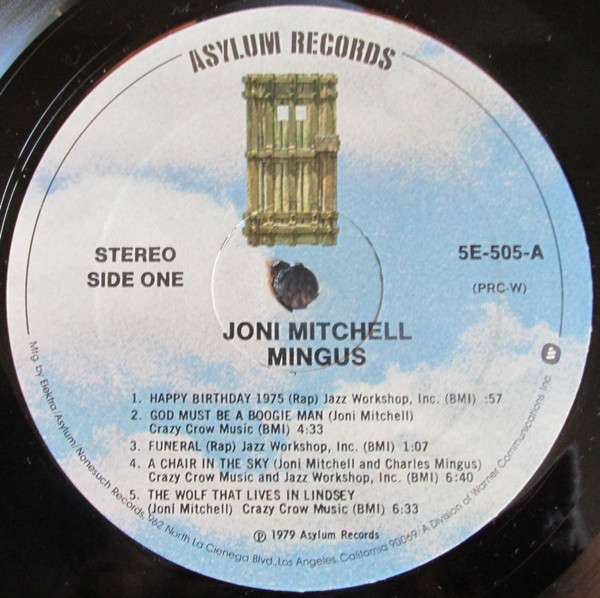 ASYLUM RECORDS
STEREO
SIDE ONE
5E-505-A
(PRC-W)
JONI MITCHELL
MINGUS
1. HAPPY BIRTHDAY 1975 (Rap) Jazz Workshop, Inc. (BMI) :57
2. GOD MUST BE A BOOGIE MAN (Joni Mitchell)
Crazy Crow Music (BMI) 4:33
3. FUNERAL (Rap) Jazz Workshop, Inc. (BMI) 1:07
4. A CHAIR IN THE SKY (Joni Mitchell and Charles Mingus)
Crazy Crow Music and Jazz Workshop, Inc. (BMI) 6:40
5. THE WOLF THAT LIVES IN LINDSEY
(Joni Mitchell) Crazy Crow Music (BMI) 6:33
℗ 1979 Asylum Records
Mfg. by Elektra/Asylum/Nonesuch Records, 962 North La Cienega Blvd., Los Angeles, California 90069/A Division of Warner Communications Inc.